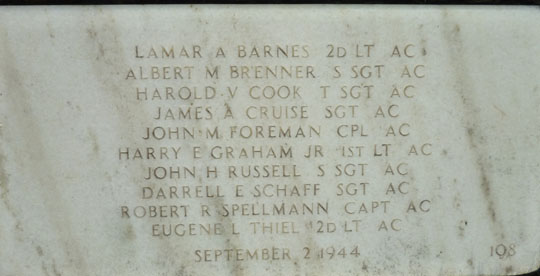 LAMAR A BARNES 2D LT AC
ALBERT M BRENNER S SGT AC
HAROLD V COOK T SGT AC
JAMES A CRUISE SGT AC
JOHN M FOREMAN CPL AC
HARRY E GRAHAM JR 1ST LT AC
JOHN H RUSSELL S SGT AC
DARRELL E SCHAFF SGT AC
ROBERT R SPELLMANN CAPT AC
EUGENE L THIEL 2D LT AC
SEPTEMBER 2 1944 108